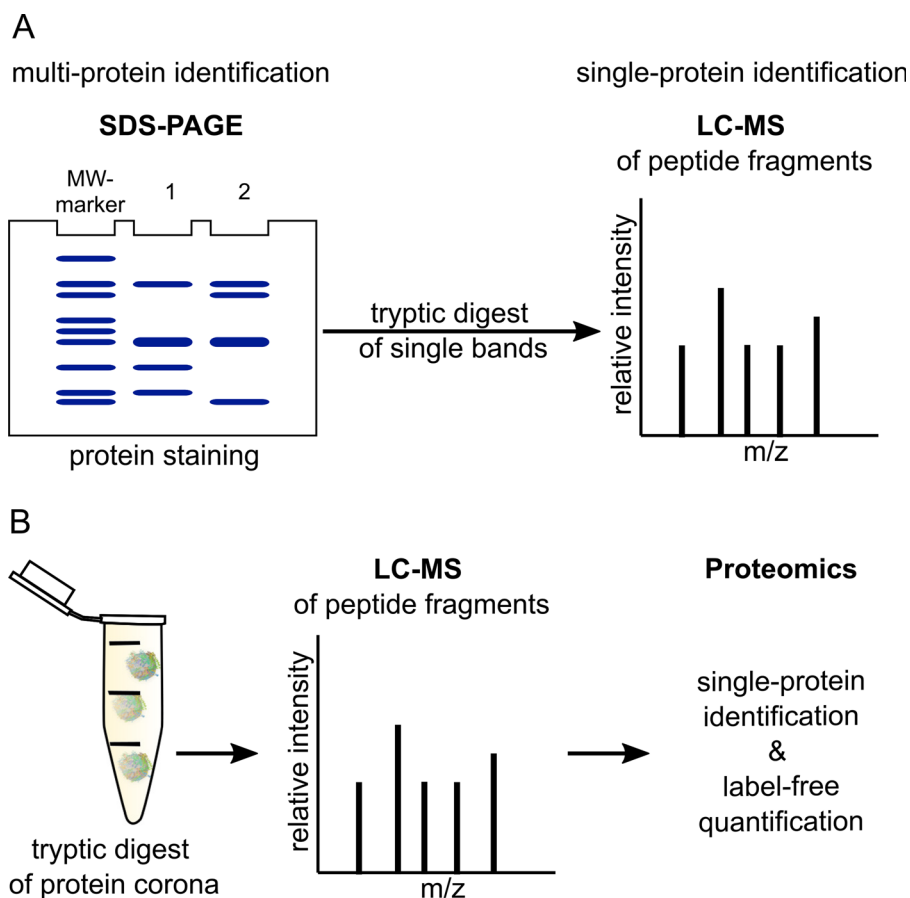 A
multi-protein identification
SDS-PAGE
MW-
marker
1
2
protein staining
tryptic digest
of single bands
single-protein identification
LC-MS
of peptide fragments
relative intensity
m/z
B
tryptic digest
of protein corona
LC-MS
of peptide fragments
relative intensity
m/z
Proteomics
single-protein
identification
&
label-free
quantification